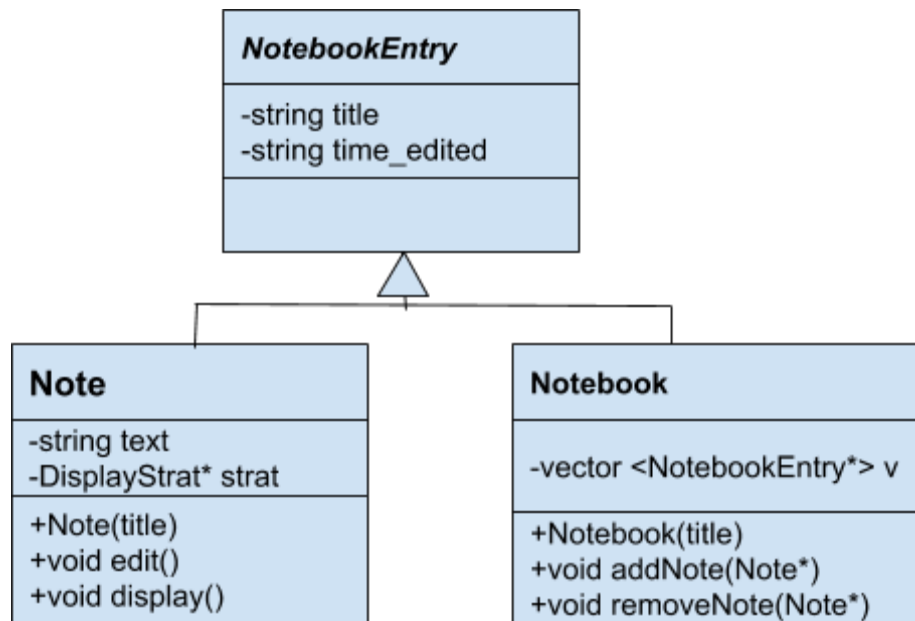 NotebookEntry
-string title
-string time_edited
Note
-string text
-DisplayStrat* strat
+Note(title)
+void edit()
+void display()
Notebook
-vector <NotebookEntry*> v
+Notebook(title)
+void addNote(Note*)
+void removeNote(Note*)